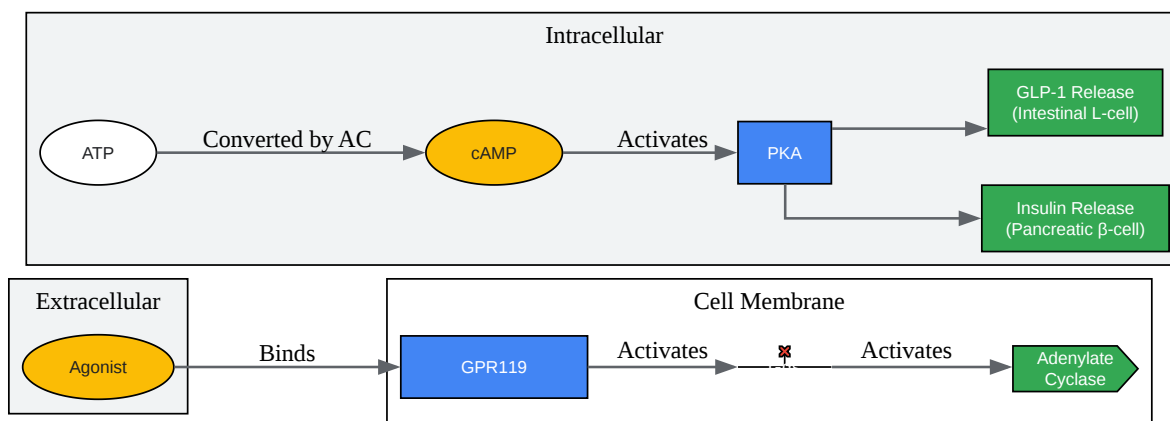 Intracellular
ATP
Converted by AC
cAMP
Activates
PKA
GLP-1 Release
(Intestinal L-cell)
Insulin Release
(Pancreatic β-cell)
Extracellular
Agonist
Binds
Cell Membrane
GPR119
Activates
Activates
Adenylate
Cyclase